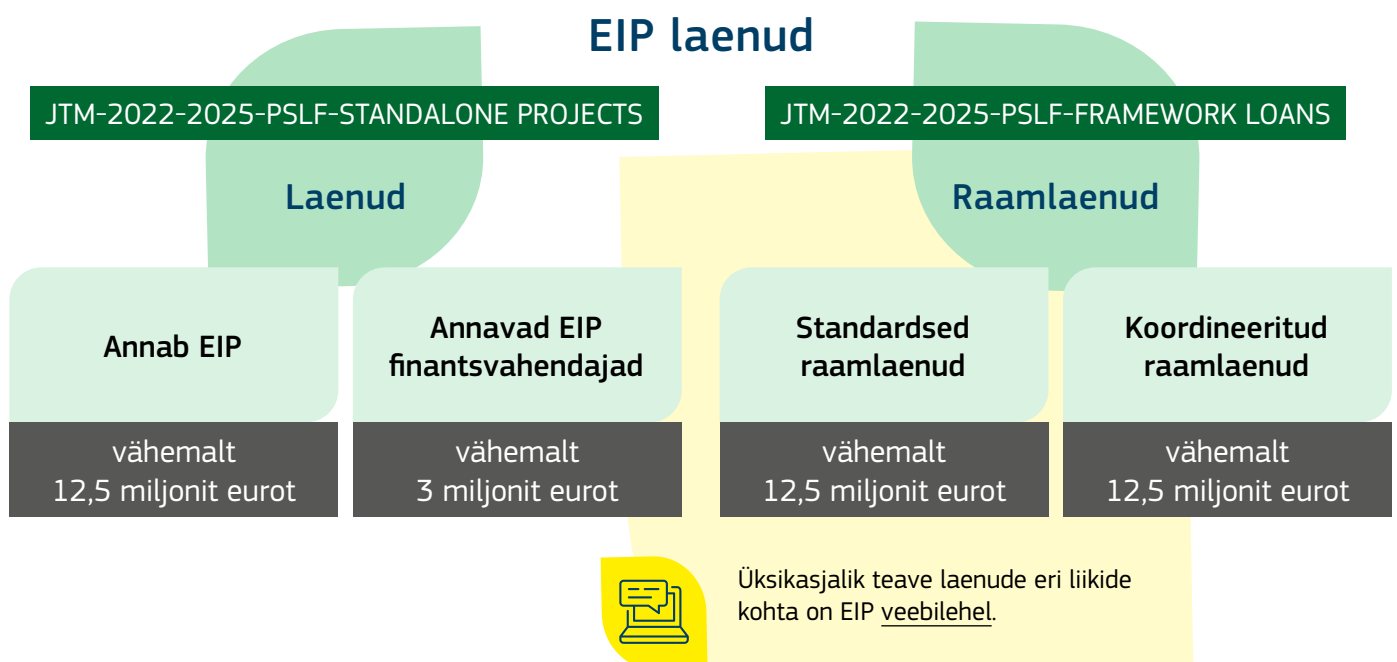 EIP laenud
JTM-2022-2025-PSLF-STANDALONE PROJECTS
Laenud
Annab EIP
vähemalt
12,5 miljonit eurot
Annavad EIP
finantsvahendajad
vähemalt
3 miljonit eurot
JTM-2022-2025-PSLF-FRAMEWORK LOANS
Raamlaenud
Standardsed
raamlaenud
vähemalt
12,5 miljonit eurot
Koordineeritud
raamlaenud
vähemalt
12,5 miljonit eurot
Üksikasjalik teave laenude eri liikide
kohta on EIP veebilehel.